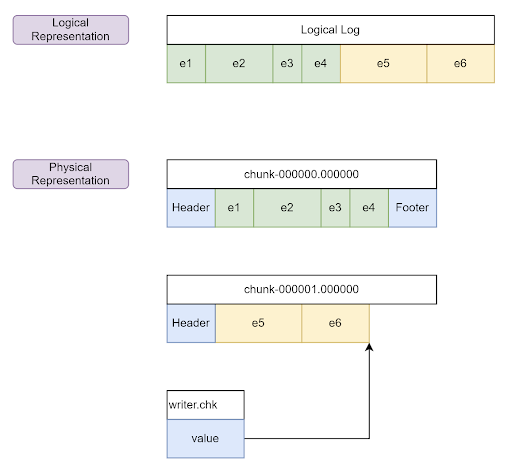 Logical
Representation
Logical Log
e1 e2 e3 e4 e5 e6
Physical
Representation
chunk-000000.000000
Header e1 e2 e3 e4 Footer
chunk-000001.000000
Header e5 e6
writer.chk
value